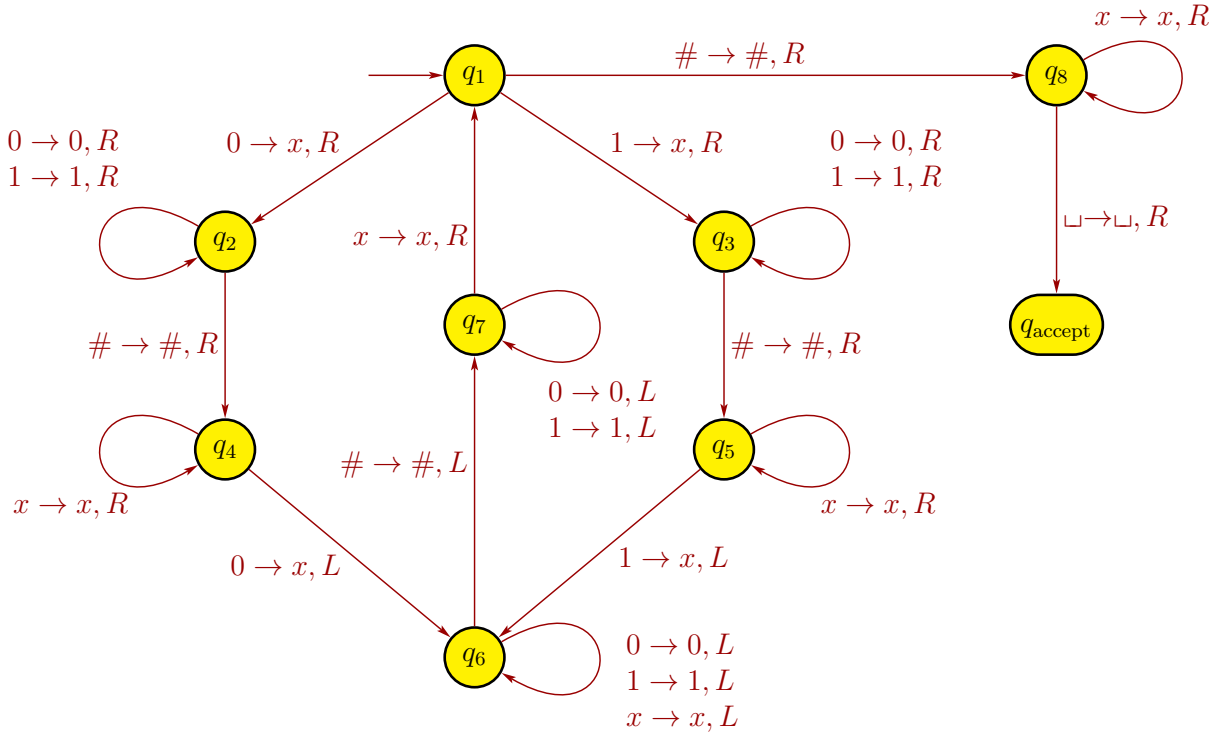 x → x, R
# → #, R
q₁
q₈
0 → 0, R
1 → 1, R
0 → x, R
1 → x, R
0 → 0, R
1 → 1, R
q₂
x → x, R
q₃
␣→␣, R
q₇
q_accept
# → #, R
# → #, R
0 → 0, L
1 → 1, L
q₄
# → #, L
q₅
x → x, R
x → x, R
0 → x, L
1 → x, L
q₆
0 → 0, L
1 → 1, L
x → x, L